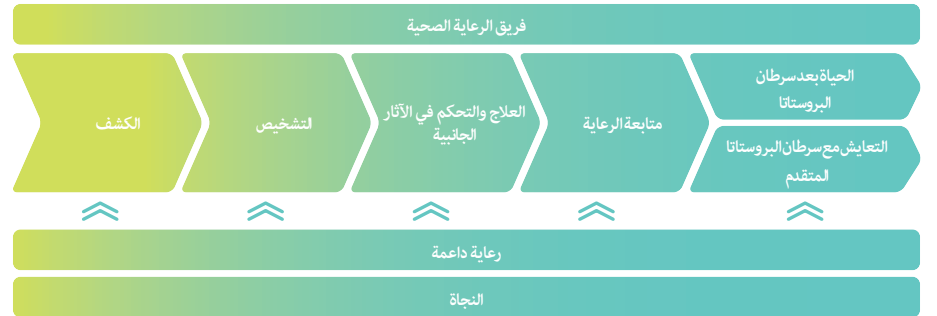 فريق الرعاية الصحية
الكشف
التشخيص
العلاج والتحكم في الآثار
الجانبية
متابعة الرعاية
الحياة بعد سرطان
البروستاتا
التعايش مع سرطان البروستاتا
المتقدم
رعاية داعمة
النجاة